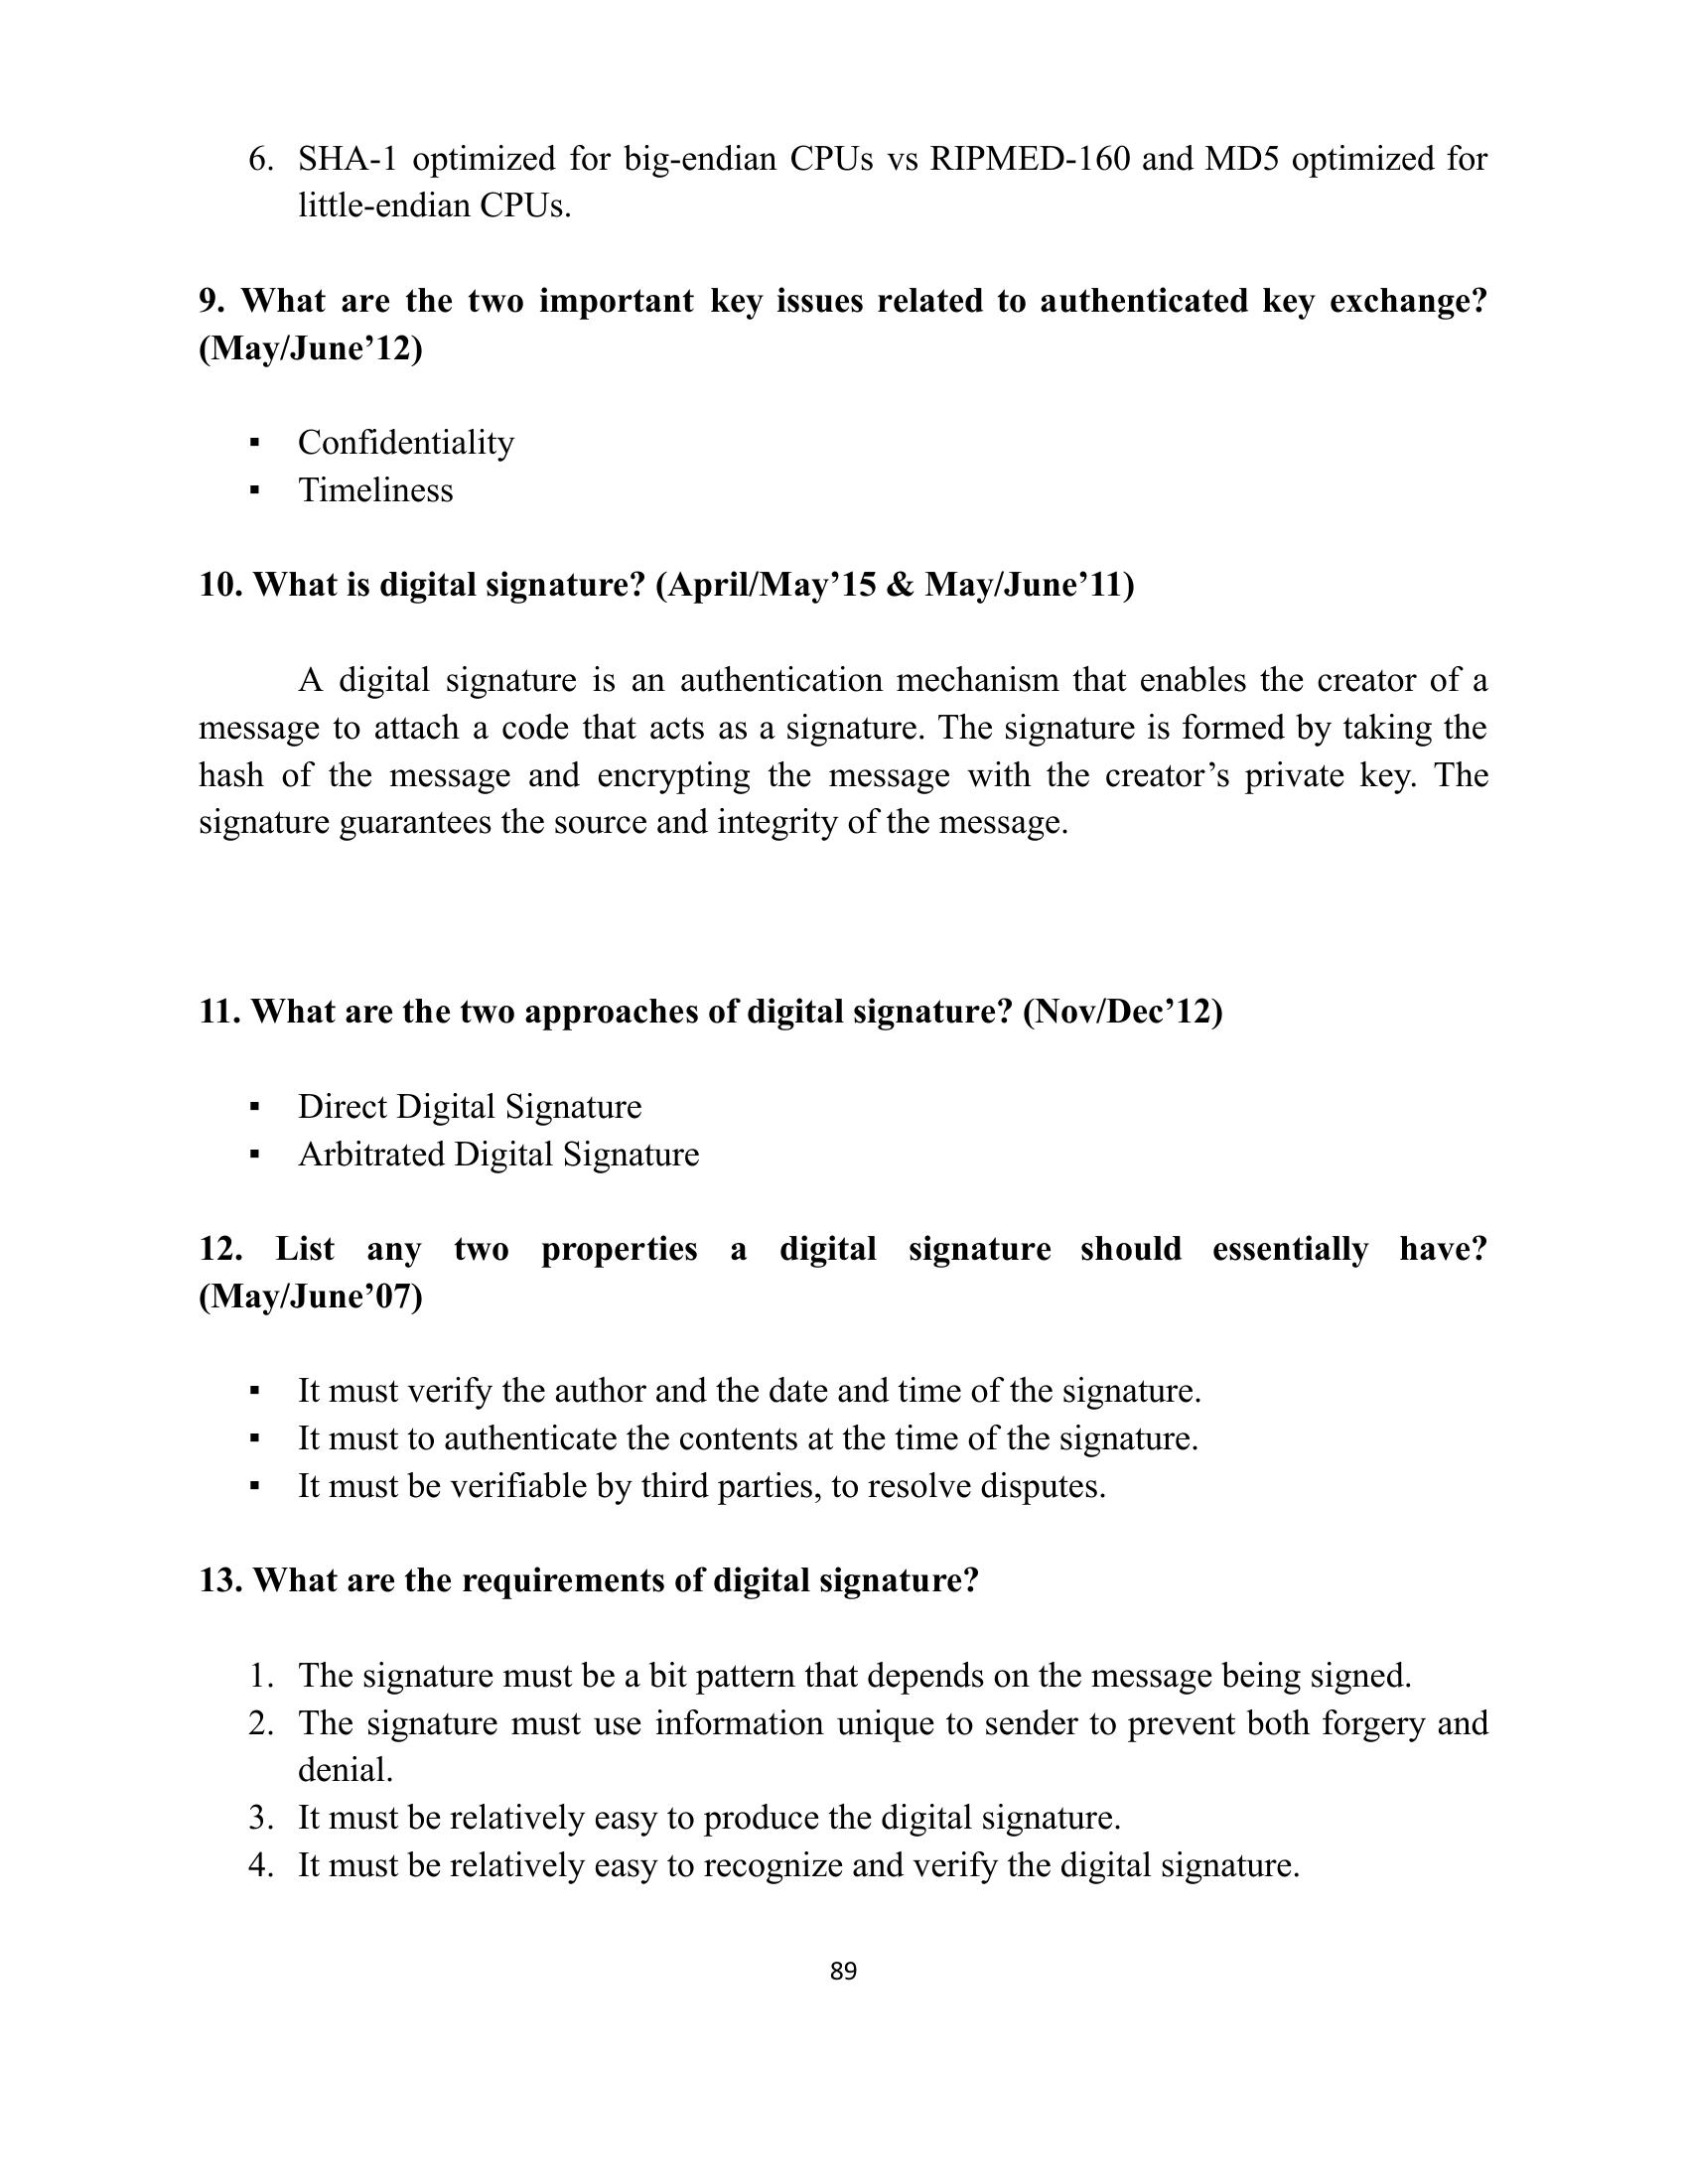 6. SHA-1 optimized for big-endian CPUs vs RIPMED-160 and MD5 optimized for
little-endian CPUs.
9. What are the two important key issues related to authenticated key exchange?
(May/June’12)
▪ Confidentiality
▪ Timeliness
10. What is digital signature? (April/May’15 & May/June’11)
A digital signature is an authentication mechanism that enables the creator of a
message to attach a code that acts as a signature. The signature is formed by taking the
hash of the message and encrypting the message with the creator’s private key. The
signature guarantees the source and integrity of the message.
11. What are the two approaches of digital signature? (Nov/Dec’12)
▪ Direct Digital Signature
▪ Arbitrated Digital Signature
12. List any two properties a digital signature should essentially have?
(May/June’07)
▪ It must verify the author and the date and time of the signature.
▪ It must to authenticate the contents at the time of the signature.
▪ It must be verifiable by third parties, to resolve disputes.
13. What are the requirements of digital signature?
1. The signature must be a bit pattern that depends on the message being signed.
2. The signature must use information unique to sender to prevent both forgery and
denial.
3. It must be relatively easy to produce the digital signature.
4. It must be relatively easy to recognize and verify the digital signature.
89